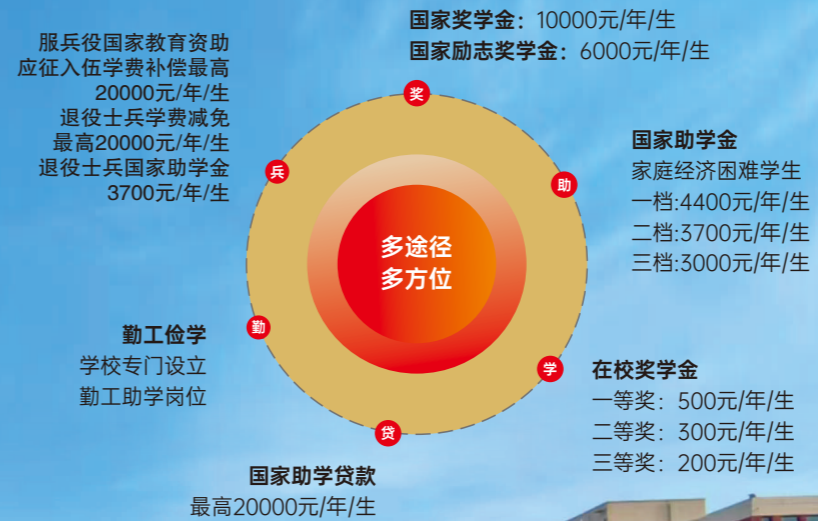 国家奖学金：10000元/年/生
国家励志奖学金：6000元/年/生
奖
服兵役国家教育资助
应征入伍学费补偿最高
20000元/年/生
退役士兵学费减免
最高20000元/年/生
退役士兵国家助学金
3700元/年/生
兵
国家助学金
家庭经济困难学生
一档:4400元/年/生
二档:3700元/年/生
三档:3000元/年/生
助
多途径
多方位
勤工俭学
学校专门设立
勤工助学岗位
勤
在校奖学金
一等奖：500元/年/生
二等奖：300元/年/生
三等奖：200元/年/生
学
贷
国家助学贷款
最高20000元/年/生